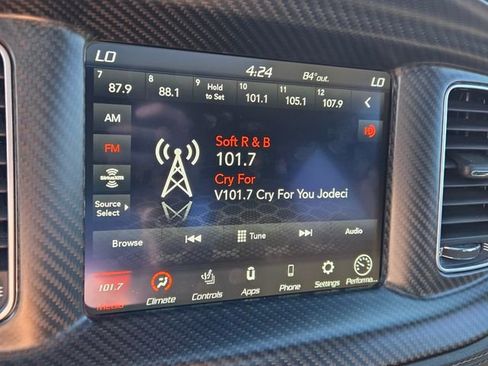 LO 4:24 84° out. LO
7 8 9 10 11 12
87.9 88.1 Hold to Set 101.1 105.1 107.9
AM
FM
SiriusXM
Source Select
Soft R & B
101.7
Cry For
V101.7 Cry For You Jodeci
Browse Tune Audio
101.7
Media Climate Controls Apps Phone Settings Performa...